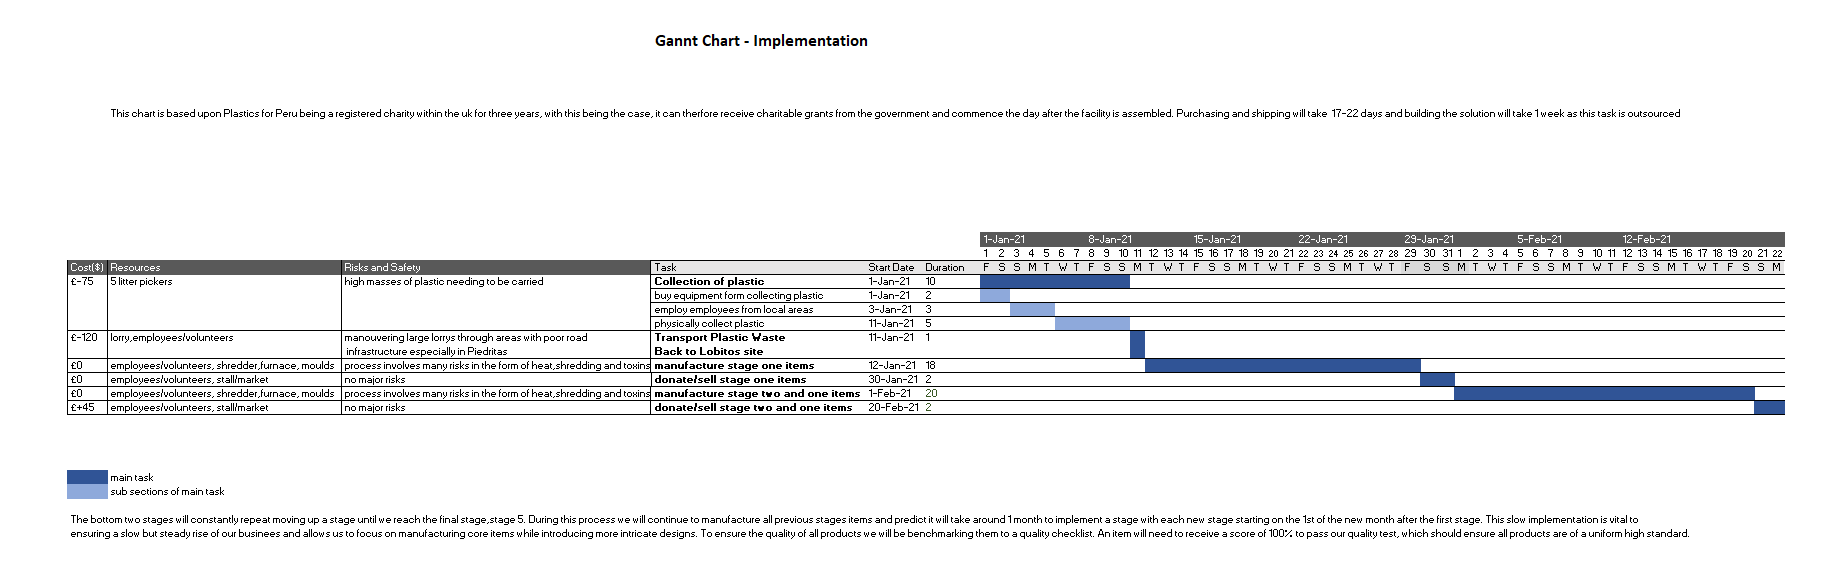 Gannt Chart - Implementation
This chart is based upon Plastics for Peru being a registered charity within the uk for three years, with this being the case, it can therfore receive charitable grants from the government and commence the day after the facility is assembled. Purchasing and shipping will take 17-22 days and building the solution will take 1 week as this task is outsourced
1-Jan-21 8-Jan-21 15-Jan-21 22-Jan-21 29-Jan-21 5-Feb-21 12-Feb-21
1 2 3 4 5 6 7 8 9 10 11 12 13 14 15 16 17 18 19 20 21 22 23 24 25 26 27 28 29 30 31 1 2 3 4 5 6 7 8 9 10 11 12 13 14 15 16 17 18 19 20 21 22
Cost($) Resources Risks and Safety Task Start Date Duration F S S M T W T F S S M T W T F S S M T W T F S S M T W T F S S M T W T F S S M T W T F S S M T W T F S S M
£-75 5 litter pickers high masses of plastic needing to be carried Collection of plastic 1-Jan-21 10
buy equipment form collecting plastic 1-Jan-21 2
employ employees from local areas 3-Jan-21 3
physically collect plastic 11-Jan-21 5
£-120 lorry,employees/volunteers manouvering large lorrys through areas with poor road Transport Plastic Waste 11-Jan-21 1
infrastructure especially in Piedritas Back to Lobitos site
£0 employees/volunteers, shredder,furnace, moulds process involves many risks in the form of heat,shredding and toxins manufacture stage one items 12-Jan-21 18
£0 employees/volunteers, stall/market no major risks donate/sell stage one items 30-Jan-21 2
£0 employees/volunteers, shredder,furnace, moulds process involves many risks in the form of heat,shredding and toxins manufacture stage two and one items 1-Feb-21 20
£+45 employees/volunteers, stall/market no major risks donate/sell stage two and one items 20-Feb-21 2
main task
sub sections of main task
The bottom two stages will constantly repeat moving up a stage until we reach the final stage,stage 5. During this process we will continue to manufacture all previous stages items and predict it will take around 1 month to implement a stage with each new stage starting on the 1st of the new month after the first stage. This slow implementation is vital to
ensuring a slow but steady rise of our businees and allows us to focus on manufacturing core items while introducing more intricate designs. To ensure the quality of all products we will be benchmarking them to a quality checklist. An item will need to receive a score of 100% to pass our quality test, which should ensure all products are of a uniform high standard.